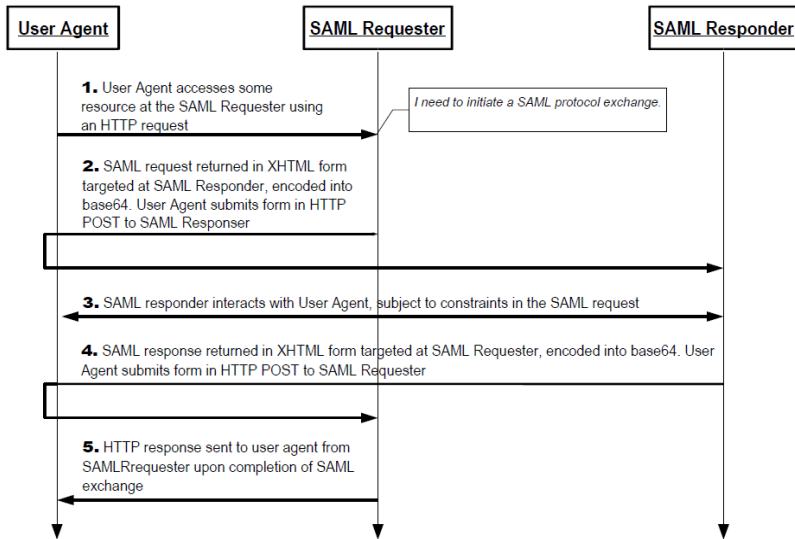 User Agent
SAML Requester
SAML Responder
1. User Agent accesses some
resource at the SAML Requester using
an HTTP request
I need to initiate a SAML protocol exchange.
2. SAML request returned in XHTML form
targeted at SAML Responder, encoded into
base64. User Agent submits form in HTTP
POST to SAML Responser
3. SAML responder interacts with User Agent, subject to constraints in the SAML request
4. SAML response returned in XHTML form targeted at SAML Requester, encoded into base64. User
Agent submits form in HTTP POST to SAML Requester
5. HTTP response sent to user agent from
SAMLRrequester upon completion of SAML
exchange